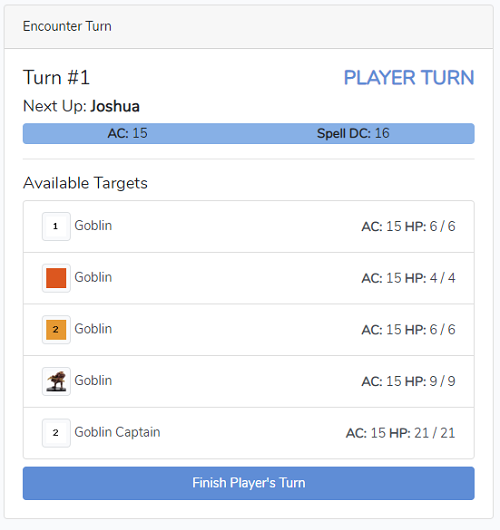 Encounter Turn
Turn #1 PLAYER TURN
Next Up: Joshua
AC: 15 Spell DC: 16
Available Targets
1 Goblin AC: 15 HP: 6 / 6
Goblin AC: 15 HP: 4 / 4
2 Goblin AC: 15 HP: 6 / 6
Goblin AC: 15 HP: 9 / 9
2 Goblin Captain AC: 15 HP: 21 / 21
Finish Player's Turn